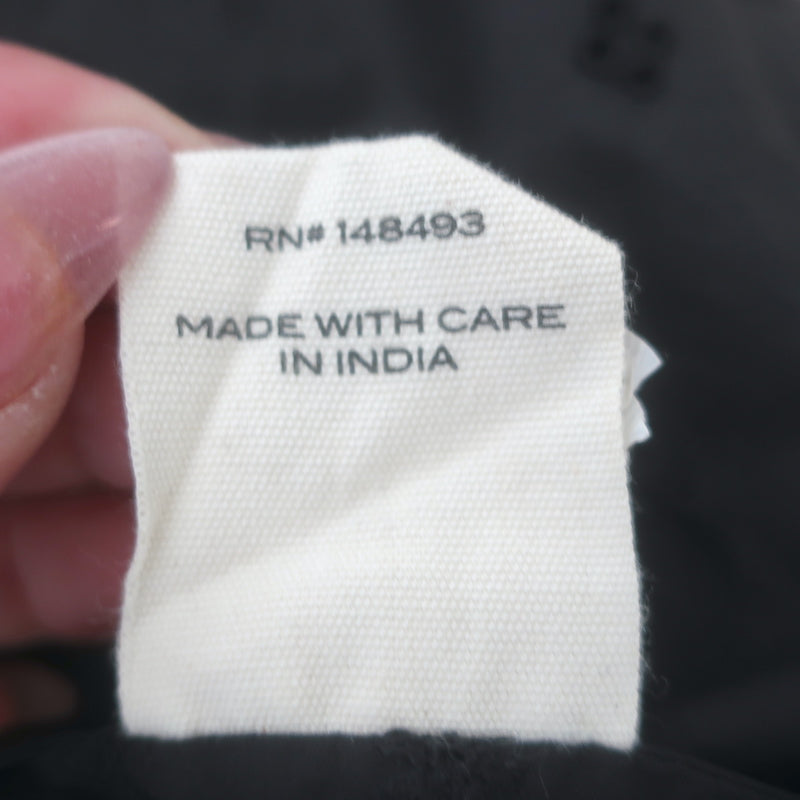 RN# 148493
MADE WITH CARE
IN INDIA